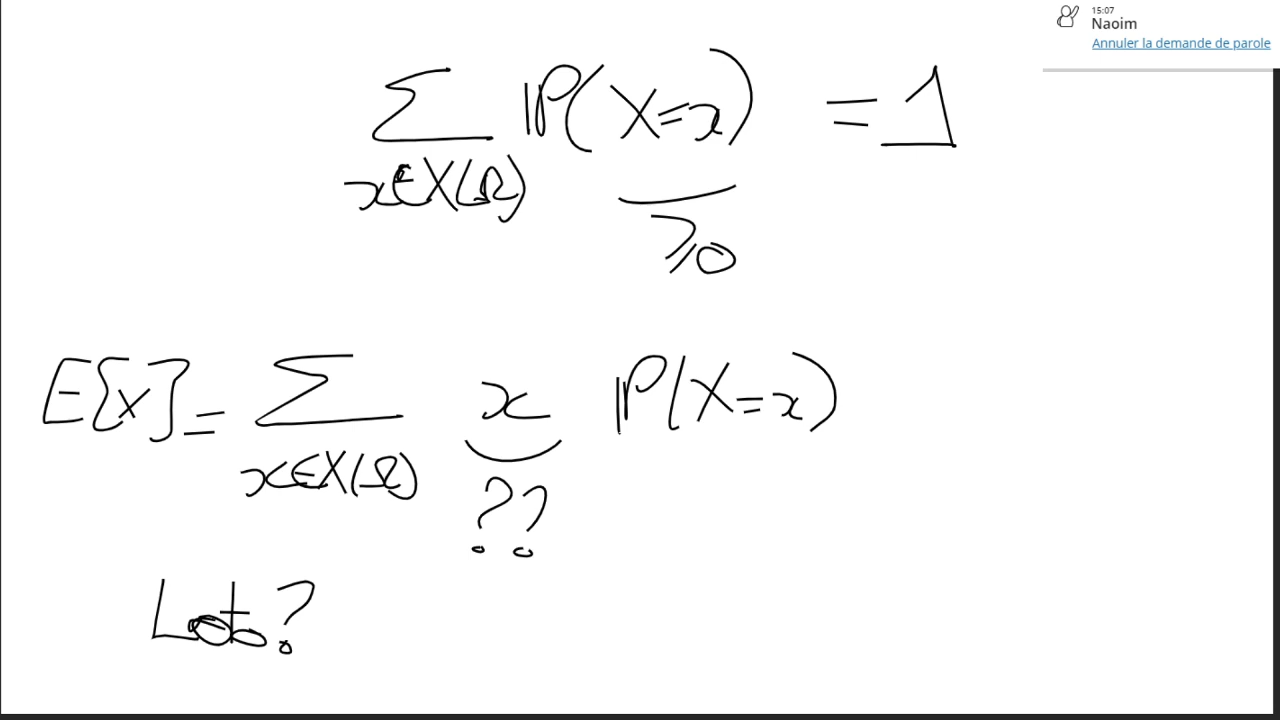 15:07
Naoim
Annuler la demande de parole
∑ ℙ(X=x) = 1
x∈X(Ω)
≥0
E[X] = ∑ x ℙ(X=x)
x∈X(Ω)
??
Loto?